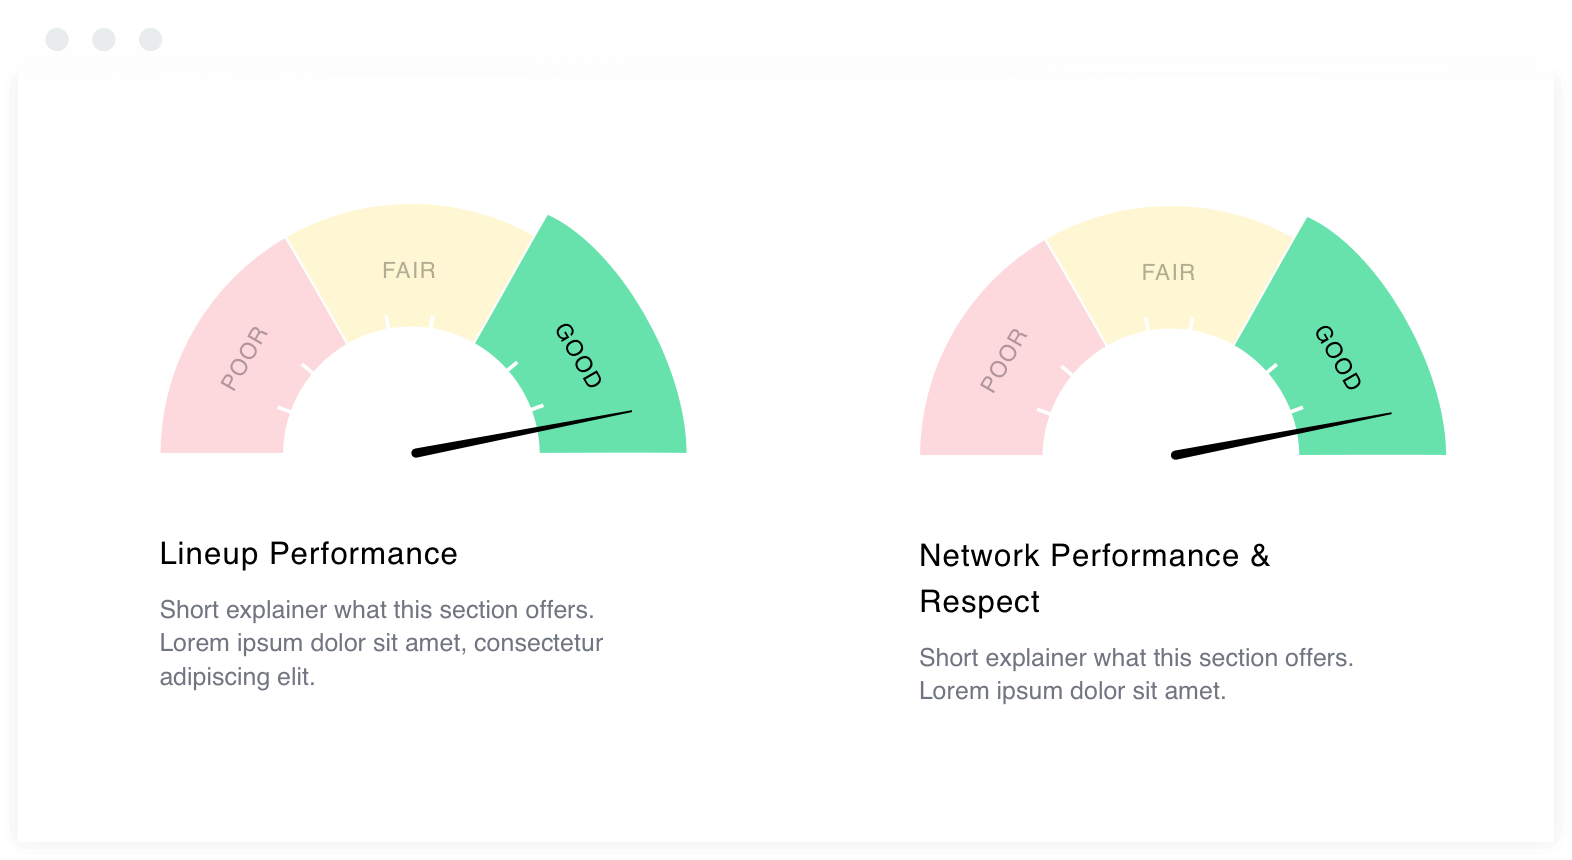 POOR
FAIR
GOOD
Lineup Performance
Short explainer what this section offers.
Lorem ipsum dolor sit amet, consectetur
adipiscing elit.
POOR
FAIR
GOOD
Network Performance &
Respect
Short explainer what this section offers.
Lorem ipsum dolor sit amet.